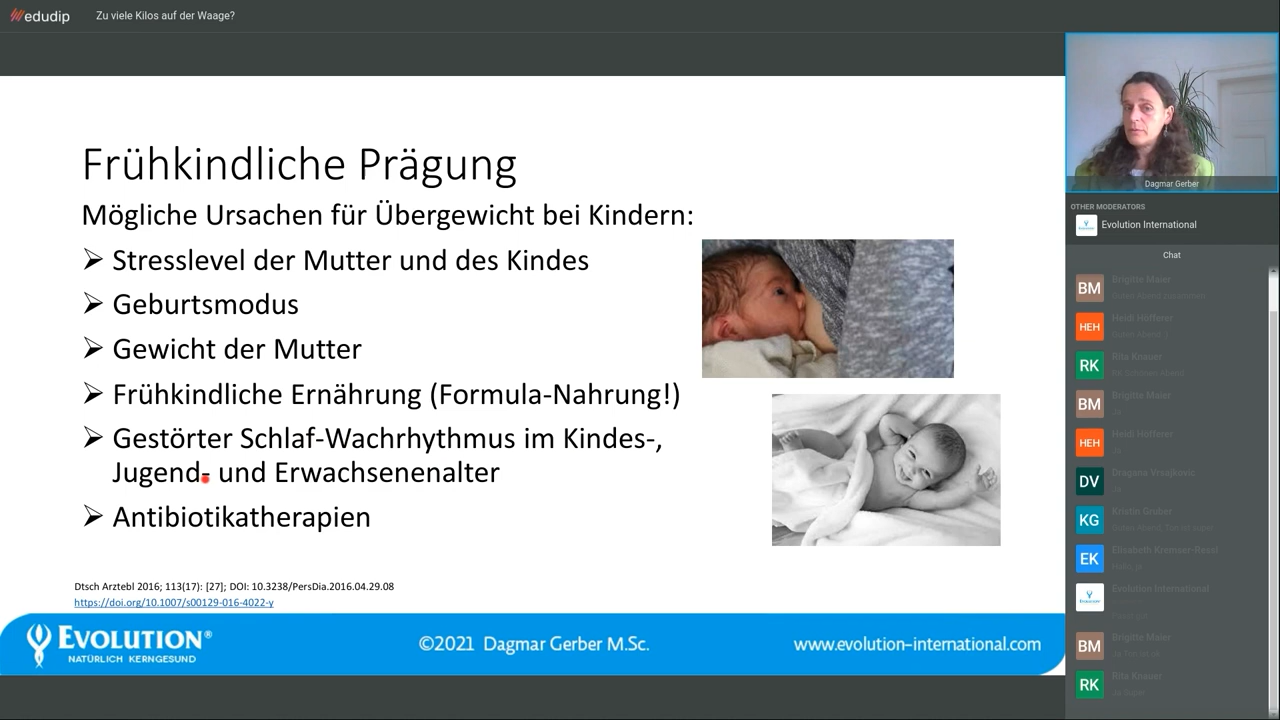 edudip
Zu viele Kilos auf der Waage?
Frühkindliche Prägung
Mögliche Ursachen für Übergewicht bei Kindern:
Stresslevel der Mutter und des Kindes
Geburtsmodus
Gewicht der Mutter
Frühkindliche Ernährung (Formula-Nahrung!)
Gestörter Schlaf-Wachrhythmus im Kindes-,
Jugend- und Erwachsenenalter
Antibiotikatherapien
Dtsch Arztebl 2016; 113(17): [27]; DOI: 10.3238/PersDia.2016.04.29.08
https://doi.org/10.1007/s00129-016-4022-y
EVOLUTION®
NATÜRLICH KERNGESUND
©2021 Dagmar Gerber M.Sc.
www.evolution-international.com
Dagmar Gerber
OTHER MODERATORS
Evolution International
Chat
BM
Brigitte Maier
HEH
Heidi Höfferer
RK
Rita Knauer
BM
Brigitte Maier
Ja
HEH
Heidi Höfferer
DV
Dragana Vrsajkovic
KG
Kristin Gruber
EK
Evolution International
BM
Brigitte Maier
RK
Rita Knauer